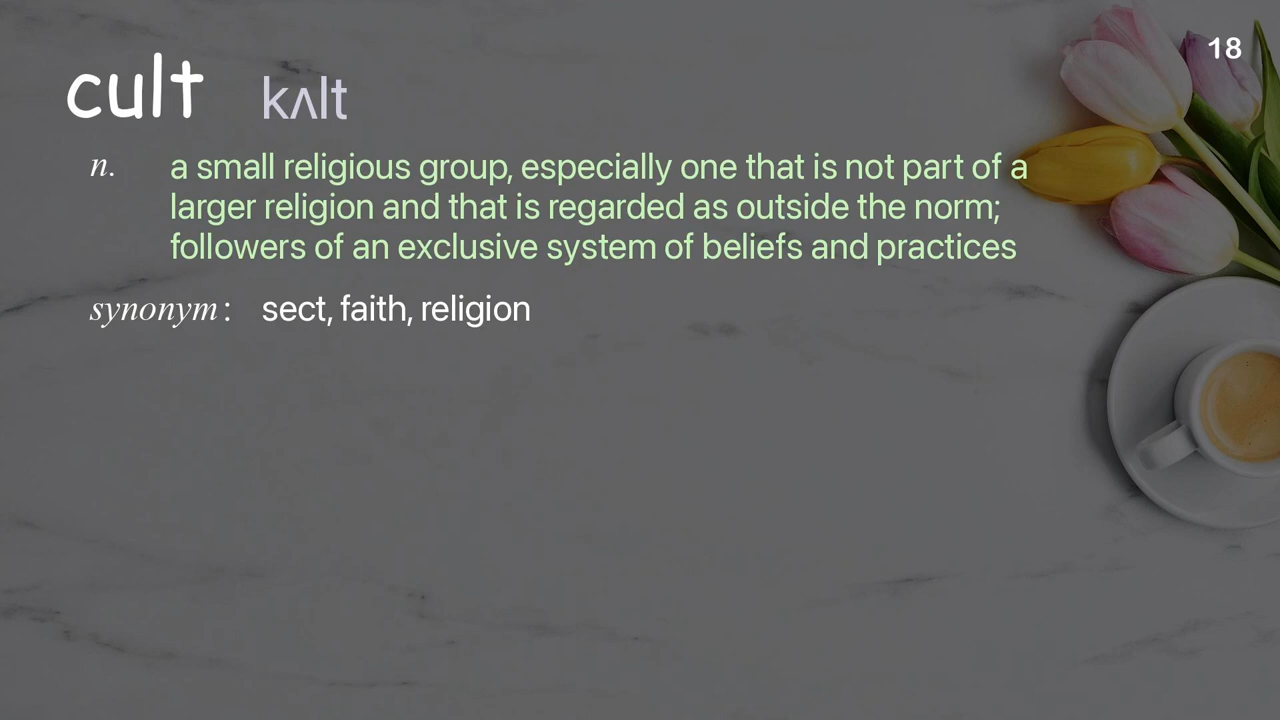 18
cult kʌlt
n. a small religious group, especially one that is not part of a
larger religion and that is regarded as outside the norm;
followers of an exclusive system of beliefs and practices
synonym: sect, faith, religion